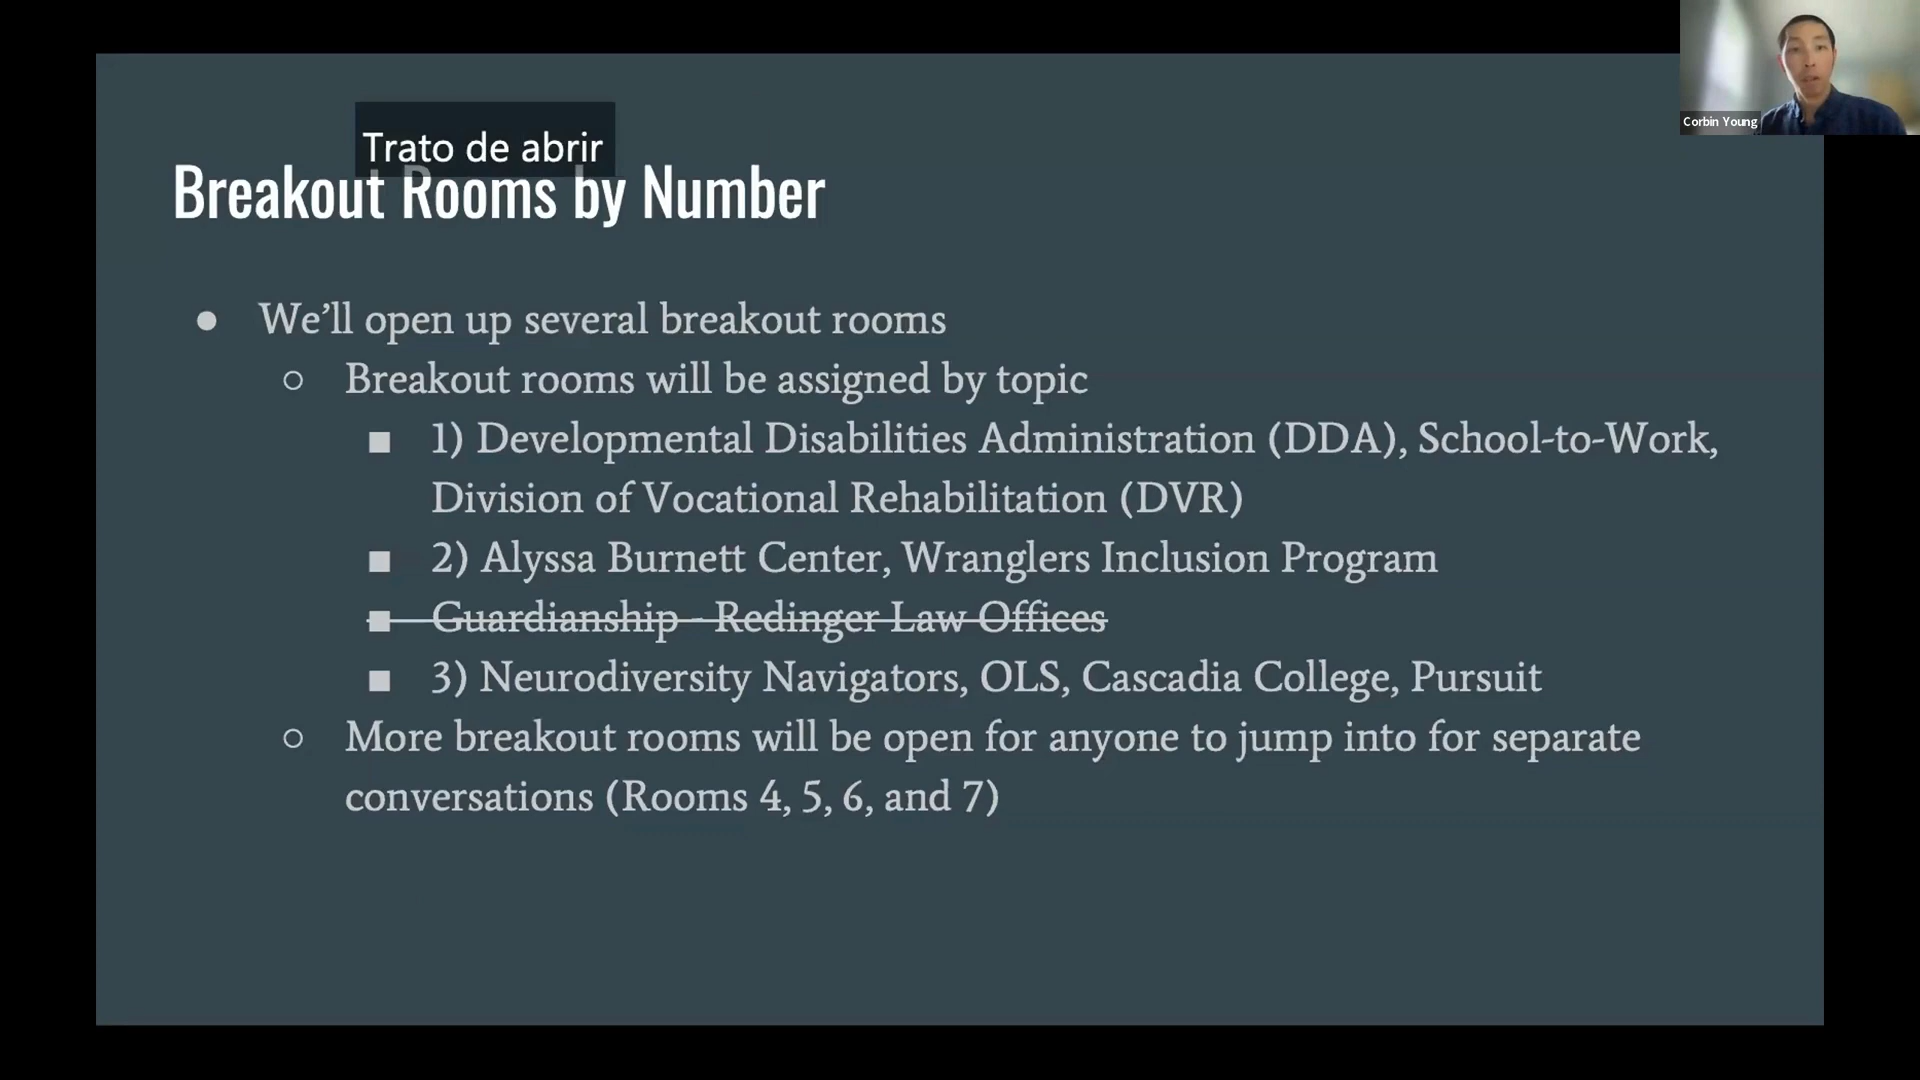 Corbin Young
Trato de abrir
Breakout Rooms by Number
● We’ll open up several breakout rooms
○ Breakout rooms will be assigned by topic
■ 1) Developmental Disabilities Administration (DDA), School-to-Work,
Division of Vocational Rehabilitation (DVR)
■ 2) Alyssa Burnett Center, Wranglers Inclusion Program
■ Guardianship - Redinger Law Offices
■ 3) Neurodiversity Navigators, OLS, Cascadia College, Pursuit
○ More breakout rooms will be open for anyone to jump into for separate
conversations (Rooms 4, 5, 6, and 7)